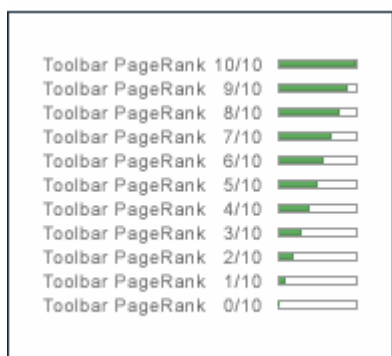 Toolbar PageRank 10/10
Toolbar PageRank 9/10
Toolbar PageRank 8/10
Toolbar PageRank 7/10
Toolbar PageRank 6/10
Toolbar PageRank 5/10
Toolbar PageRank 4/10
Toolbar PageRank 3/10
Toolbar PageRank 2/10
Toolbar PageRank 1/10
Toolbar PageRank 0/10